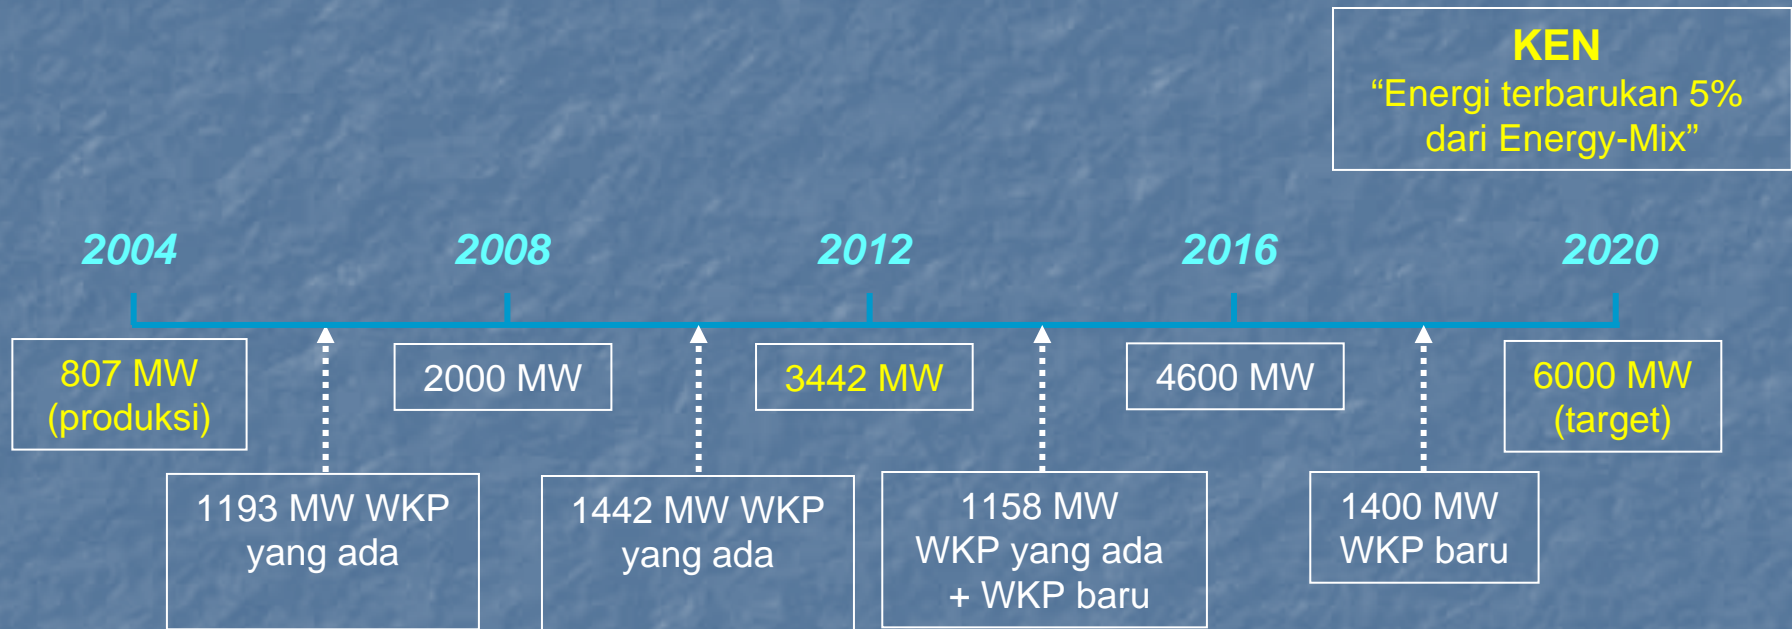 KEN
“Energi terbarukan 5%
dari Energy-Mix”
2004
2008
2012
2016
2020
807 MW
(produksi)
2000 MW
3442 MW
4600 MW
6000 MW
(target)
1193 MW WKP
yang ada
1442 MW WKP
yang ada
1158 MW
WKP yang ada
+ WKP baru
1400 MW
WKP baru